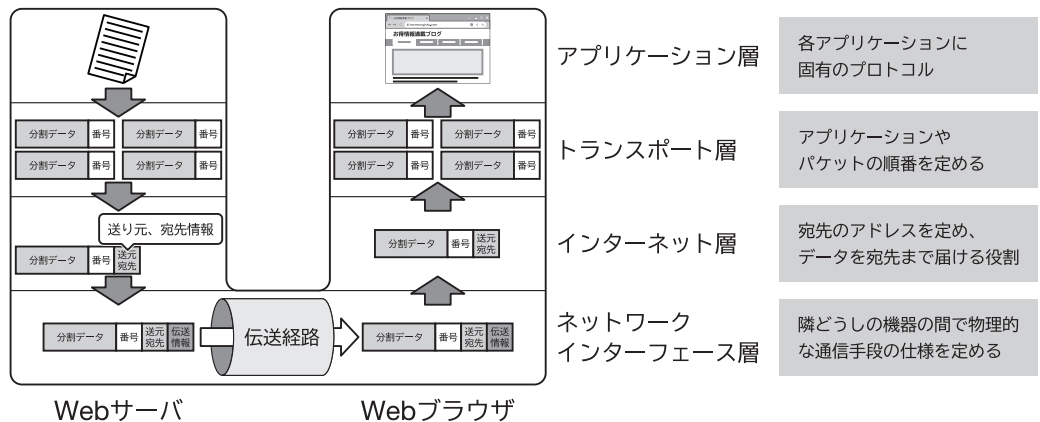 お得情報満載ブログ
アプリケーション層
各アプリケーションに
固有のプロトコル
分割データ 番号 分割データ 番号
分割データ 番号 分割データ 番号
分割データ 番号 分割データ 番号
分割データ 番号 分割データ 番号
トランスポート層
アプリケーションや
パケットの順番を定める
送り元、宛先情報
分割データ 番号 送元
宛先
分割データ 番号 送元
宛先
インターネット層
宛先のアドレスを定め、
データを宛先まで届ける役割
分割データ 番号 送元 伝送
宛先 情報
伝送経路
分割データ 番号 送元 伝送
宛先 情報
ネットワーク
インターフェース層
隣どうしの機器の間で物理的
な通信手段の仕様を定める
Webサーバ
Webブラウザ